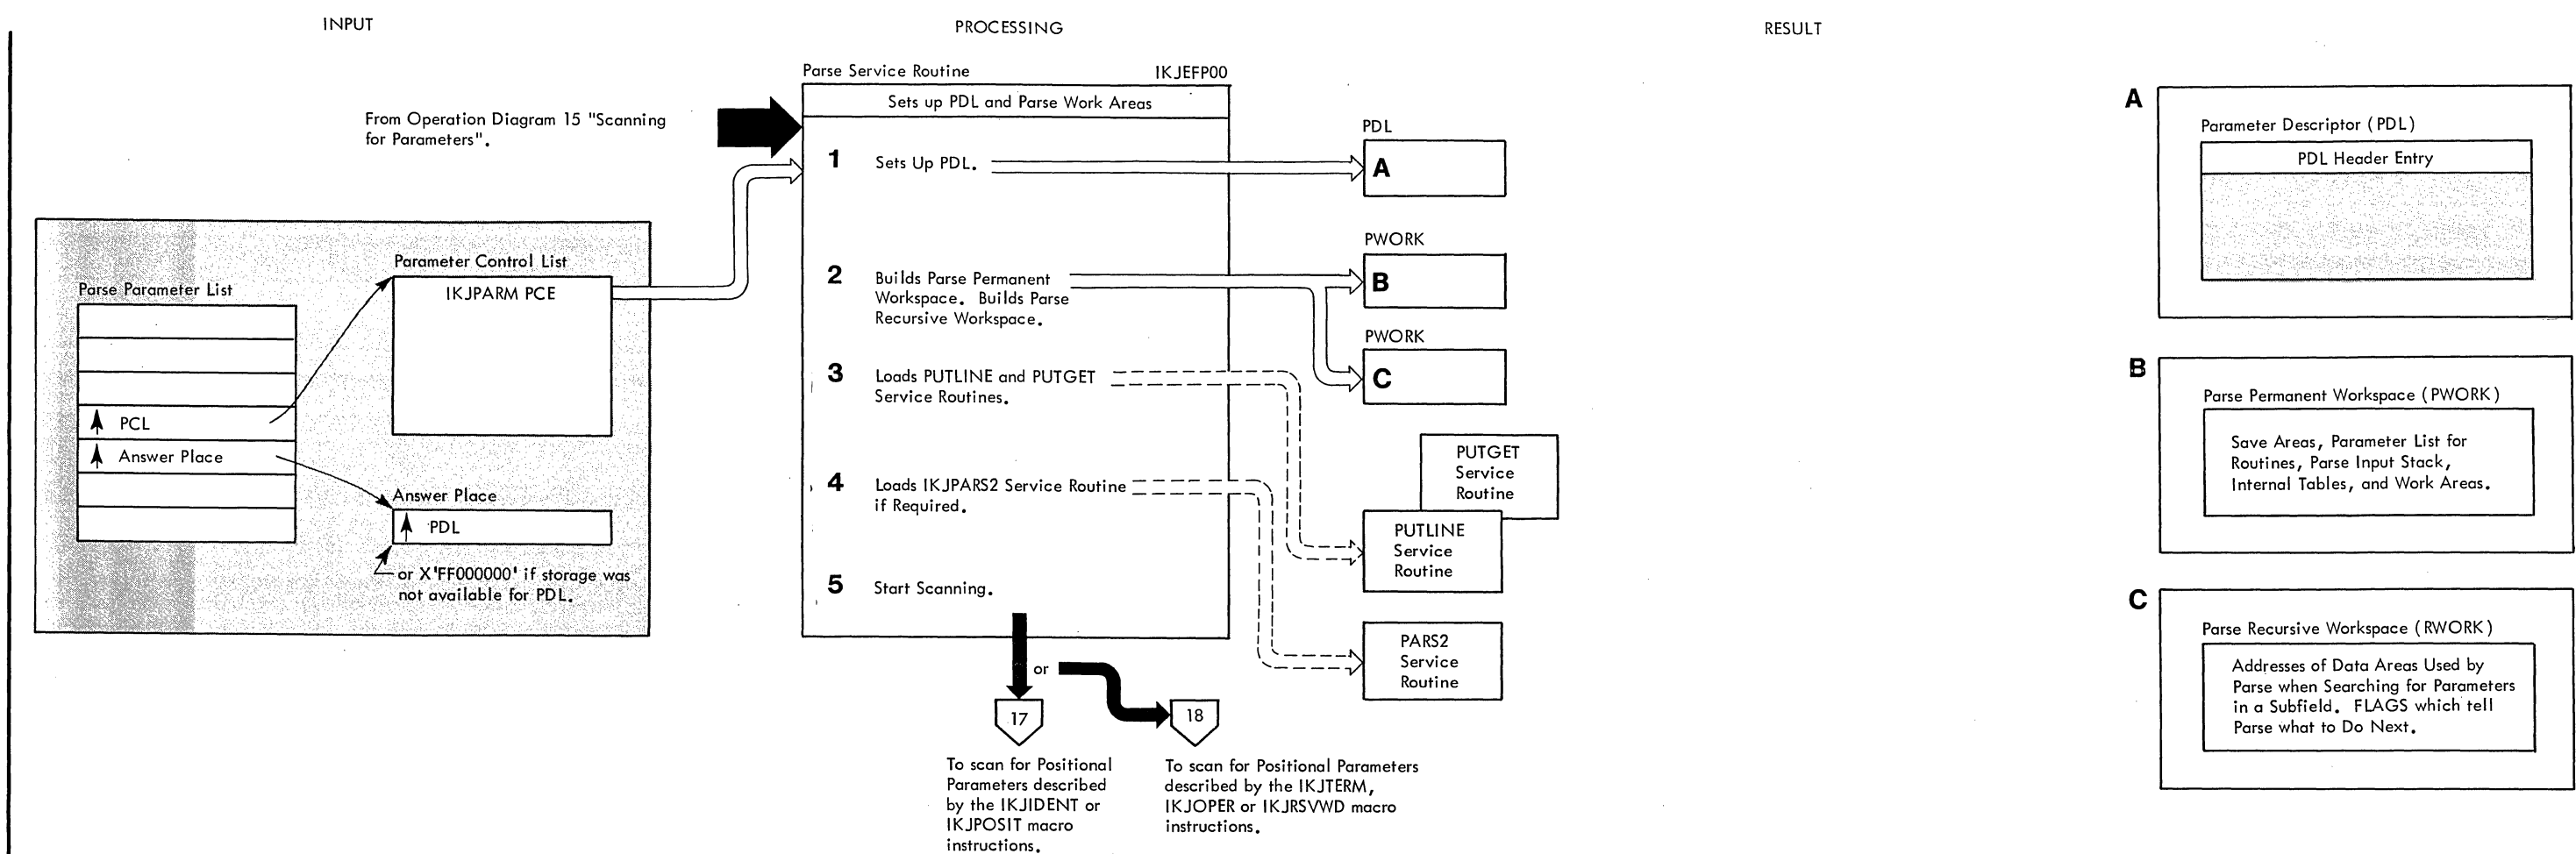 INPUT
PROCESSING
RESULT
From Operation Diagram 15 "Scanning
for Parameters".
Parse Parameter List
PCL
Answer Place
Parameter Control List
IKJPARM PCE
Answer Place
PDL
or X'FF000000' if storage was
not available for PDL.
Parse Service Routine IKJEFP00
Sets up PDL and Parse Work Areas
1 Sets Up PDL.
2 Builds Parse Permanent
Workspace. Builds Parse
Recursive Workspace.
3 Loads PUTLINE and PUTGET
Service Routines.
4 Loads IKJPARS2 Service Routine
if Required.
5 Start Scanning.
or
17
18
To scan for Positional
Parameters described
by the IKJIDENT or
IKJPOSIT macro
instructions.
To scan for Positional Parameters
described by the IKJTERM,
IKJOPER or IKJRSVWD macro
instructions.
PDL
A
PWORK
B
PWORK
C
PUTGET
Service
Routine
PUTLINE
Service
Routine
PARS2
Service
Routine
A
Parameter Descriptor (PDL)
PDL Header Entry
B
Parse Permanent Workspace (PWORK)
Save Areas, Parameter List for
Routines, Parse Input Stack,
Internal Tables, and Work Areas.
C
Parse Recursive Workspace (RWORK)
Addresses of Data Areas Used by
Parse when Searching for Parameters
in a Subfield. FLAGS which tell
Parse what to Do Next.